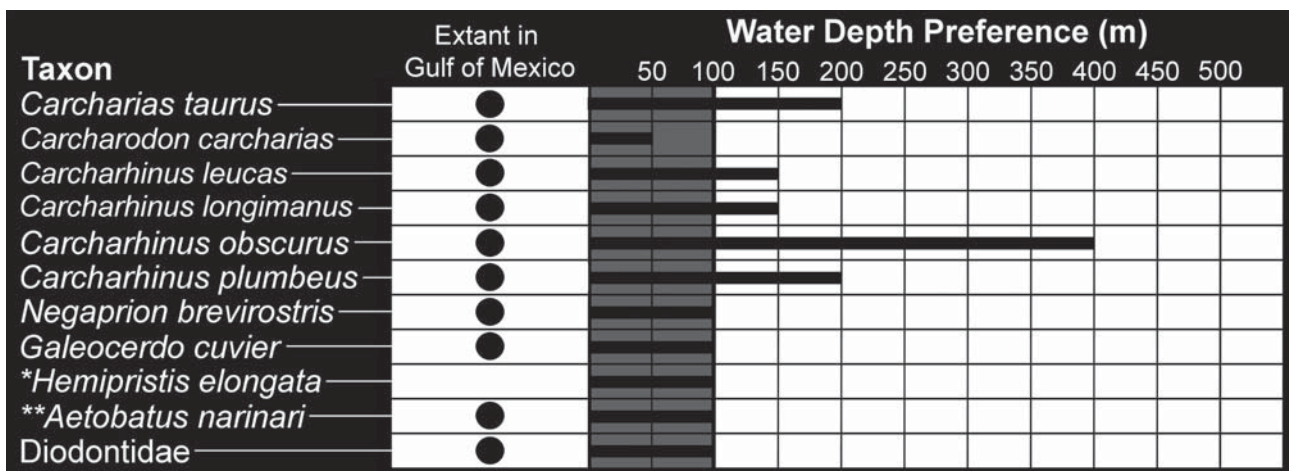 Extant in
Gulf of Mexico
Water Depth Preference (m)
Taxon
50 100 150 200 250 300 350 400 450 500
Carcharias taurus
Carcharodon carcharias
Carcharhinus leucas
Carcharhinus longimanus
Carcharhinus obscurus
Carcharhinus plumbeus
Negaprion brevirostris
Galeocerdo cuvier
*Hemipristis elongata
**Aetobatus narinari
Diodontidae